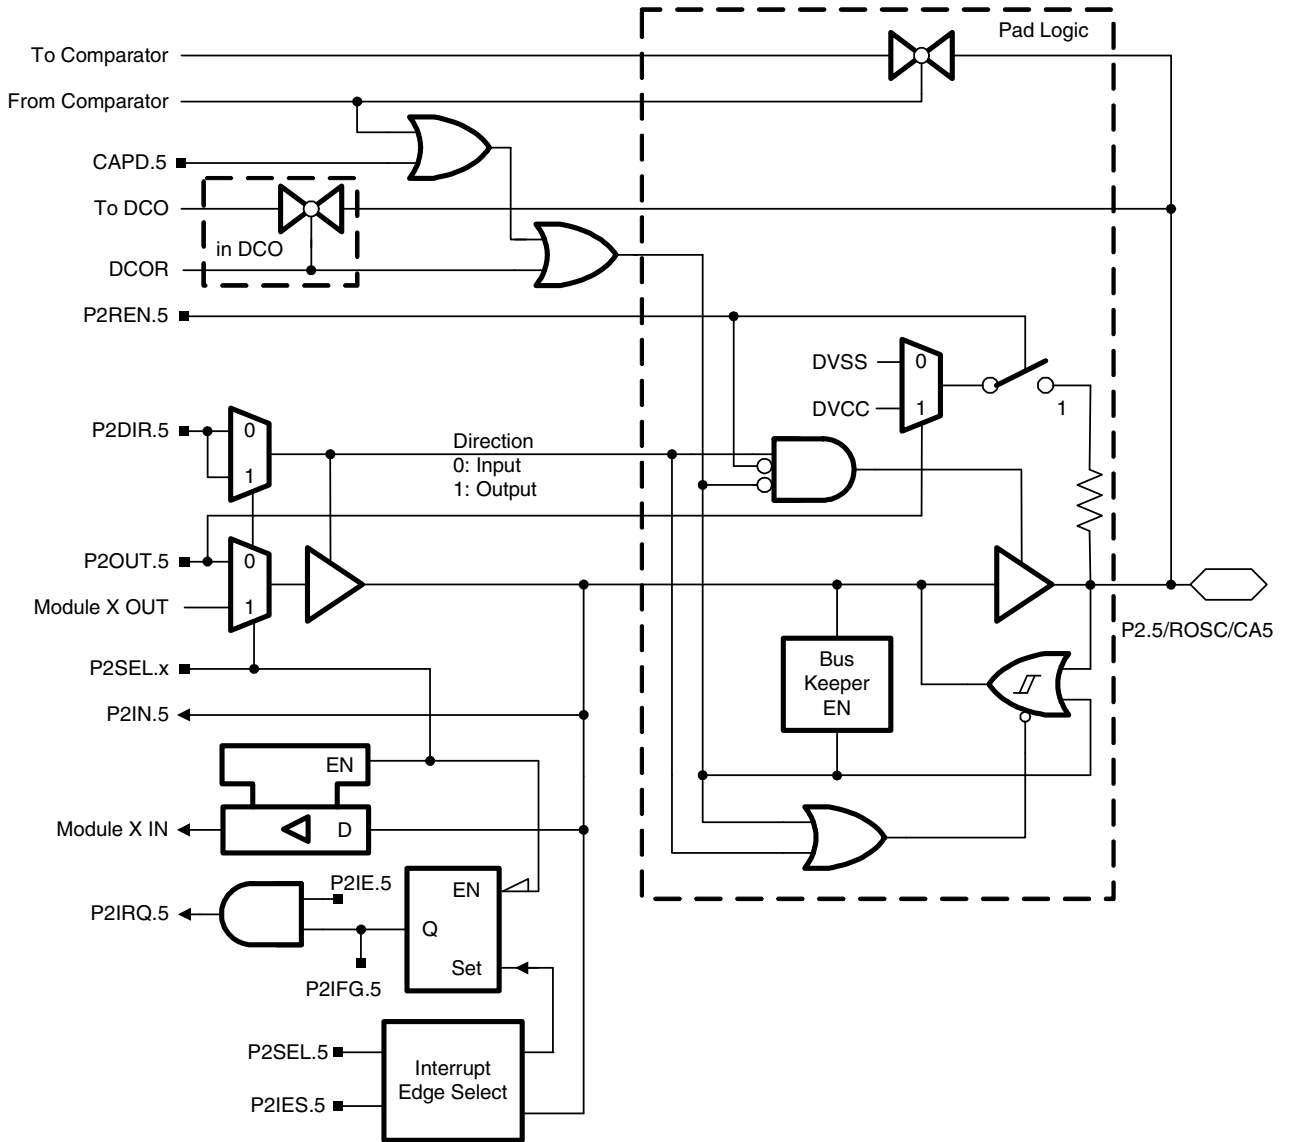 Pad Logic
To Comparator
From Comparator
CAPD.5
To DCO
in DCO
DCOR
P2REN.5
DVSS
0
DVCC
1
1
P2DIR.5
0
1
Direction
0: Input
1: Output
P2OUT.5
0
Module X OUT
1
P2.5/ROSC/CA5
P2SEL.x
Bus
Keeper
EN
P2IN.5
EN
Module X IN
D
P2IE.5
EN
P2IRQ.5
Q
Set
P2IFG.5
P2SEL.5
Interrupt
Edge Select
P2IES.5